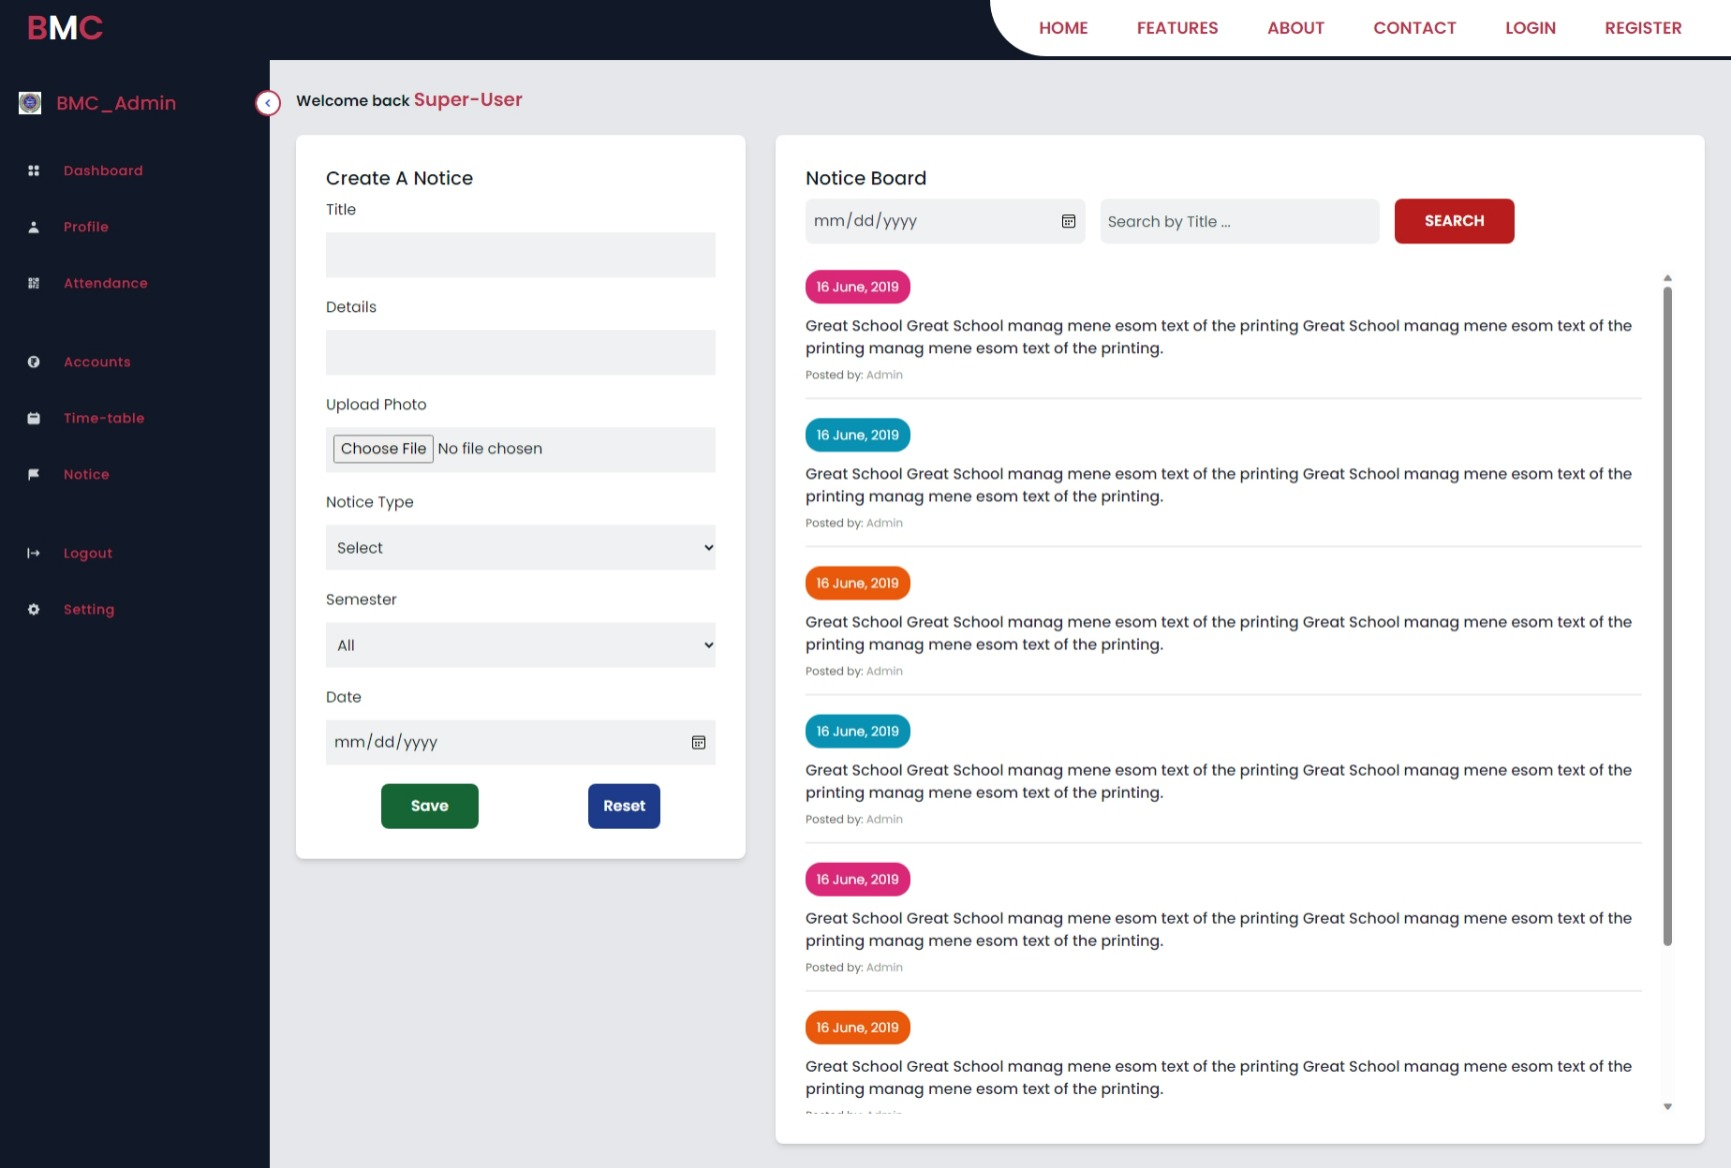 BMC
HOME
FEATURES
ABOUT
CONTACT
LOGIN
REGISTER
BMC_Admin
Dashboard
Profile
Attendance
Accounts
Time-table
Notice
Logout
Setting
Welcome back Super-User
Create A Notice
Title
Details
Upload Photo
Choose File No file chosen
Notice Type
Select
Semester
All
Date
mm/dd/yyyy
Save
Reset
Notice Board
mm/dd/yyyy
Search by Title ...
SEARCH
16 June, 2019
Great School Great School manag mene esom text of the printing Great School manag mene esom text of the
printing manag mene esom text of the printing.
Posted by: Admin
16 June, 2019
Great School Great School manag mene esom text of the printing Great School manag mene esom text of the
printing manag mene esom text of the printing.
Posted by: Admin
16 June, 2019
Great School Great School manag mene esom text of the printing Great School manag mene esom text of the
printing manag mene esom text of the printing.
Posted by: Admin
16 June, 2019
Great School Great School manag mene esom text of the printing Great School manag mene esom text of the
printing manag mene esom text of the printing.
Posted by: Admin
16 June, 2019
Great School Great School manag mene esom text of the printing Great School manag mene esom text of the
printing manag mene esom text of the printing.
Posted by: Admin
16 June, 2019
Great School Great School manag mene esom text of the printing Great School manag mene esom text of the
printing manag mene esom text of the printing.